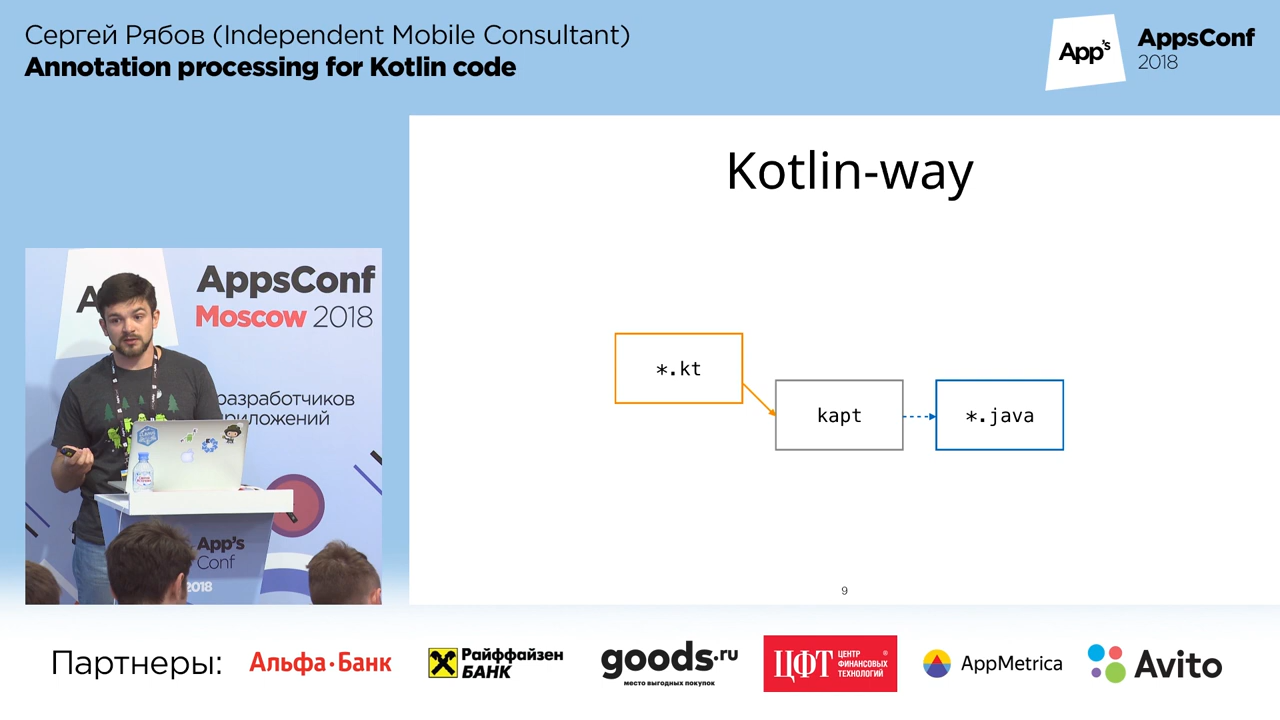 Сергей Рябов (Independent Mobile Consultant)
Annotation processing for Kotlin code
App's
AppsConf
2018
Kotlin-way
*.kt
kapt
*.java
9
AppsConf
Moscow 2018
разработчиков
приложений
App's
Conf
2018
Партнеры:
Альфа·Банк
Райффайзен
БАНК
goods.ru
место выгодных покупок
ЦФТ
ЦЕНТР
ФИНАНСОВЫХ
ТЕХНОЛОГИЙ
®
AppMetrica
Avito